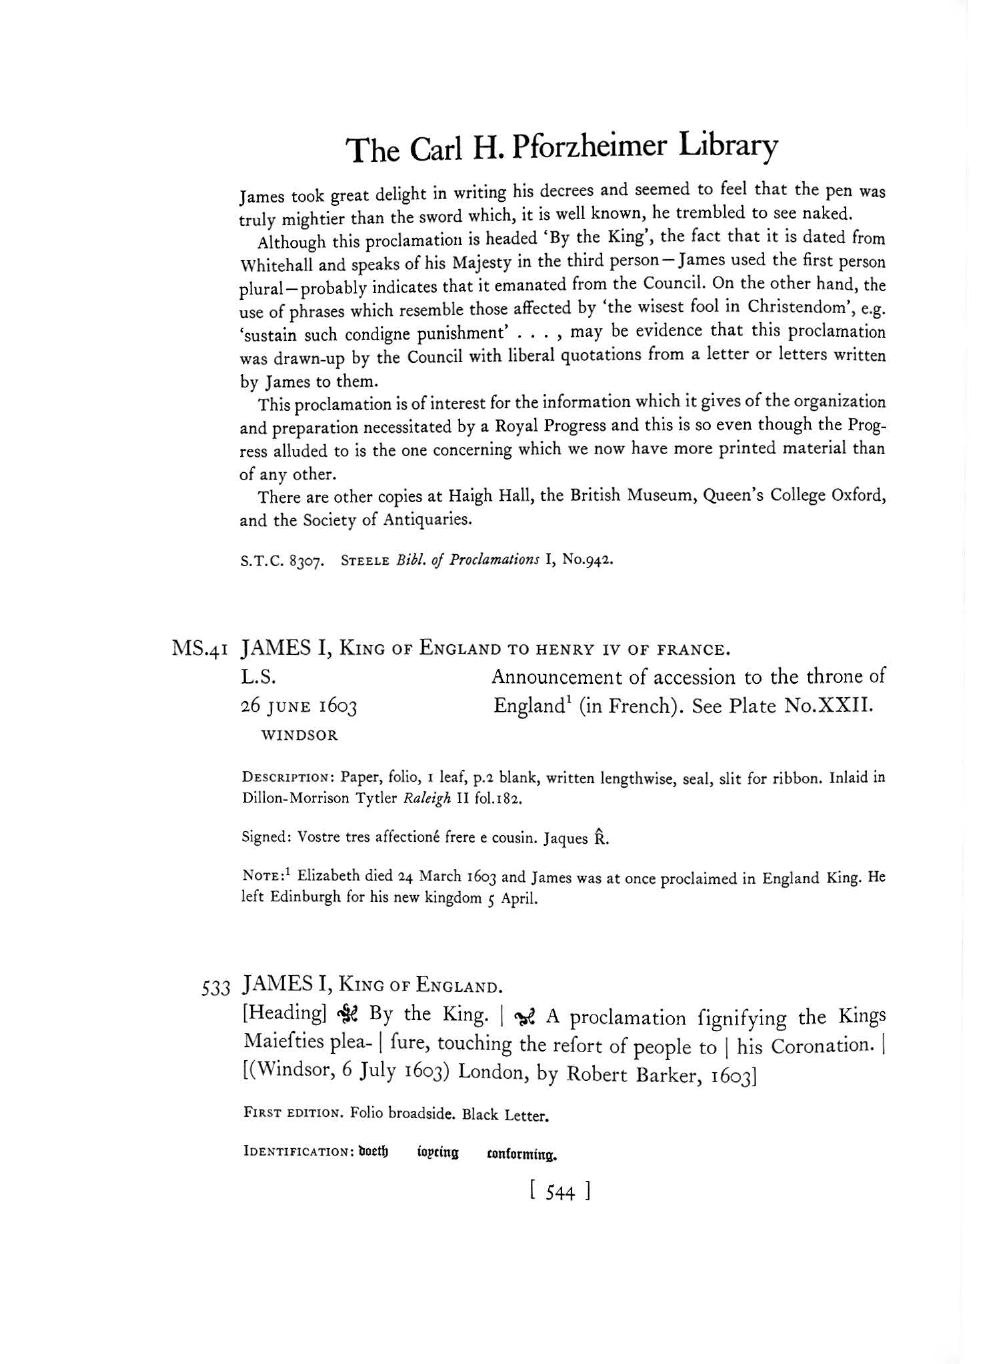 The Carl H. Pforzheimer Library
James took great delight in writing his decrees and seemed to feel that the pen was
truly mightier than the sword which, it is well known, he trembled to see naked.
Although this proclamation is headed ‘By the King’, the fact that it is dated from
Whitehall and speaks of his Majesty in the third person—James used the first person
plural—probably indicates that it emanated from the Council. On the other hand, the
use of phrases which resemble those affected by ‘the wisest fool in Christendom’, e.g.
‘sustain such condigne punishment’ . . . , may be evidence that this proclamation
was drawn-up by the Council with liberal quotations from a letter or letters written
by James to them.
This proclamation is of interest for the information which it gives of the organization
and preparation necessitated by a Royal Progress and this is so even though the Prog-
ress alluded to is the one concerning which we now have more printed material than
of any other.
There are other copies at Haigh Hall, the British Museum, Queen's College Oxford,
and the Society of Antiquaries.
S.T.C. 8307. STEELE Bibl. of Proclamations I, No.942.
MS.41 JAMES I, KING OF ENGLAND TO HENRY IV OF FRANCE.
L.S. Announcement of accession to the throne of
26 JUNE 1603 England¹ (in French). See Plate No.XXII.
WINDSOR
DESCRIPTION: Paper, folio, 1 leaf, p.2 blank, written lengthwise, seal, slit for ribbon. Inlaid in
Dillon-Morrison Tytler Raleigh II fol.182.
Signed: Vostre tres affectioné frere e cousin. Jaques R̂.
NOTE:¹ Elizabeth died 24 March 1603 and James was at once proclaimed in England King. He
left Edinburgh for his new kingdom 5 April.
533 JAMES I, KING OF ENGLAND.
[Heading] ❧ By the King. | ❧ A proclamation ſignifying the Kings
Maieſties plea- | ſure, touching the reſort of people to | his Coronation. |
[(Windsor, 6 July 1603) London, by Robert Barker, 1603]
FIRST EDITION. Folio broadside. Black Letter.
IDENTIFICATION: doeth ioycing conforming.
[ 544 ]